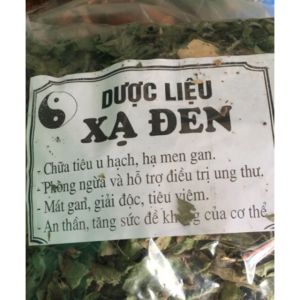 DƯỢC LIỆU
XẠ ĐEN
- Chữa tiêu u hạch, hạ men gan.
- Phòng ngừa và hỗ trợ điều trị ung thư.
- Mát gan, giải độc, tiêu viêm.
- An thần, tăng sức đề kháng của cơ thể